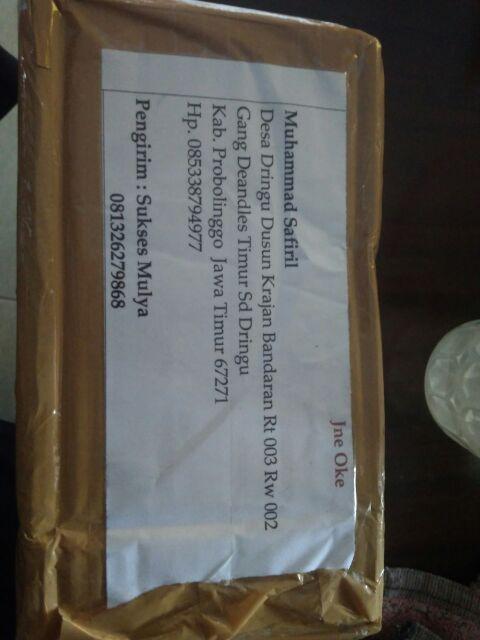 Jne Oke
Muhammad Safiril
Desa Dringu Dusun Krajan Bandaran Rt 003 Rw 002
Gang Deandles Timur Sd Dringu
Kab. Probolinggo Jawa Timur 67271
Hp. 085338794977
Pengirim : Sukses Mulya
081326279868